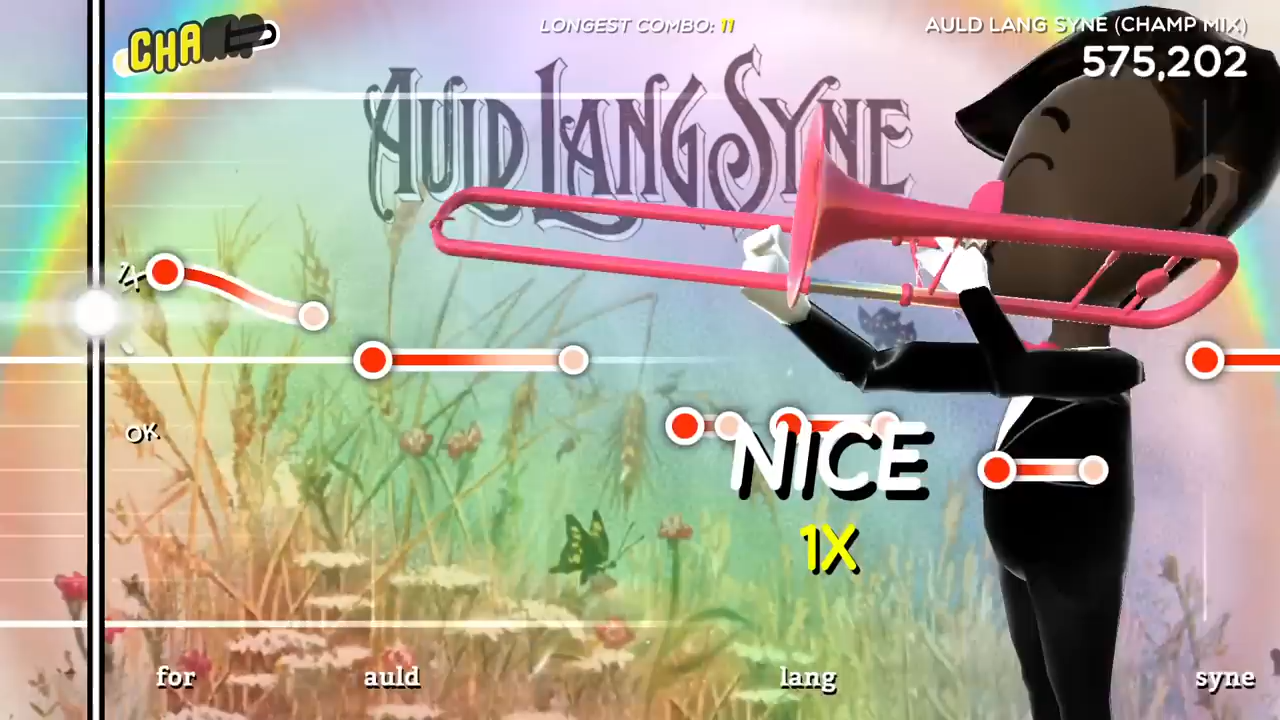 CHAMP
LONGEST COMBO: 11
AULD LANG SYNE (CHAMP MIX)
575,202
AULD LANG SYNE
OK
NICE
1X
for auld lang syne